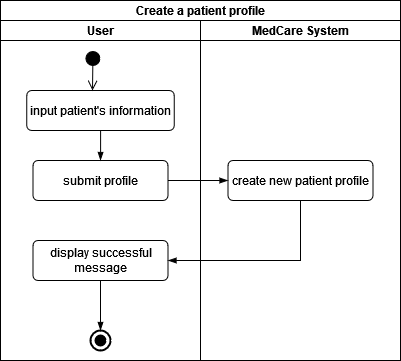 Create a patient profile
User
MedCare System
input patient's information
submit profile
create new patient profile
display successful
message